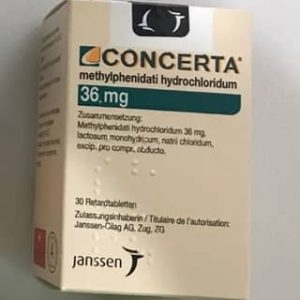 CONCERTA®
methylphenidati hydrochloridum
36 mg
Zusammensetzung:
Methylphenidati hydrochloridum 36 mg,
lactosum monohydricum, natrii chloridum,
excip. pro compr. obducto.
30 Retardtabletten
Zulassungsinhaberin / Titulaire de l'autorisation:
Janssen-Cilag AG, Zug, ZG
janssen